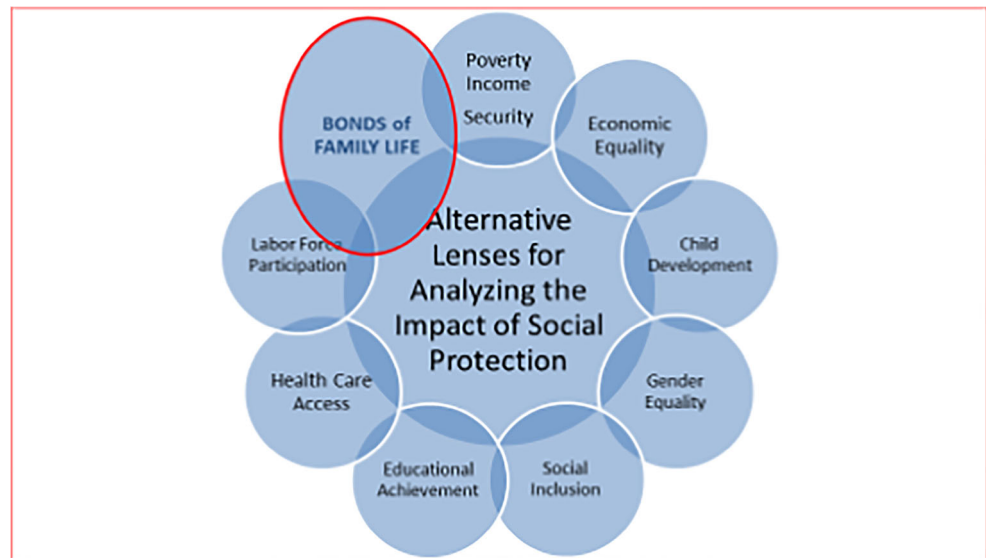 Poverty
Income
Security
BONDS of
FAMILY LIFE
Economic
Equality
Alternative
Lenses for
Analyzing the
Impact of Social
Protection
Labor Force
Participation
Child
Development
Health Care
Access
Gender
Equality
Educational
Achievement
Social
Inclusion